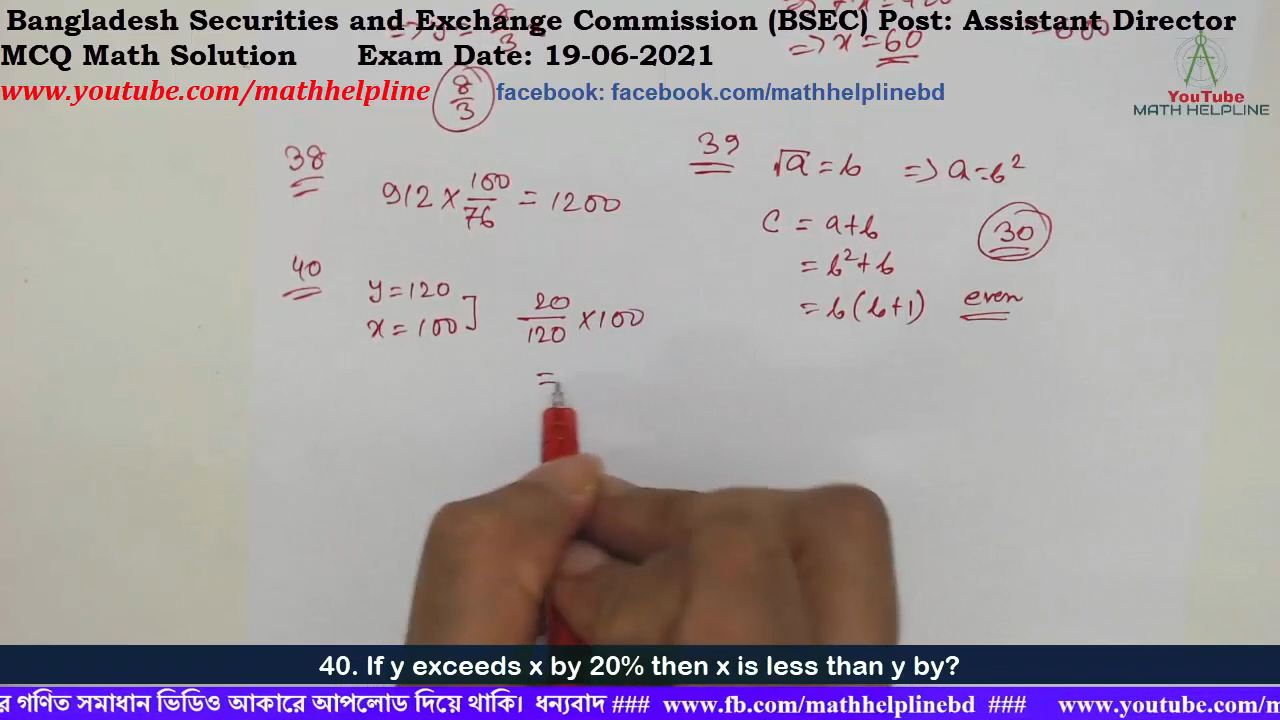 Bangladesh Securities and Exchange Commission (BSEC) Post: Assistant Director
MCQ Math Solution Exam Date: 19-06-2021
www.youtube.com/mathhelpline
facebook: facebook.com/mathhelplinebd
YouTube
MATH HELPLINE
=> x = 60
8/3
38
912 × 100/76 = 1200
39
√a = b => a = b²
c = a+b
= b²+b
= b(b+1) even
30
40
y = 120
x = 100 ]
20/120 × 100
=
40. If y exceeds x by 20% then x is less than y by?
র গণিত সমাধান ভিডিও আকারে আপলোড দিয়ে থাকি। ধন্যবাদ ### www.fb.com/mathhelplinebd ### www.youtube.com/m